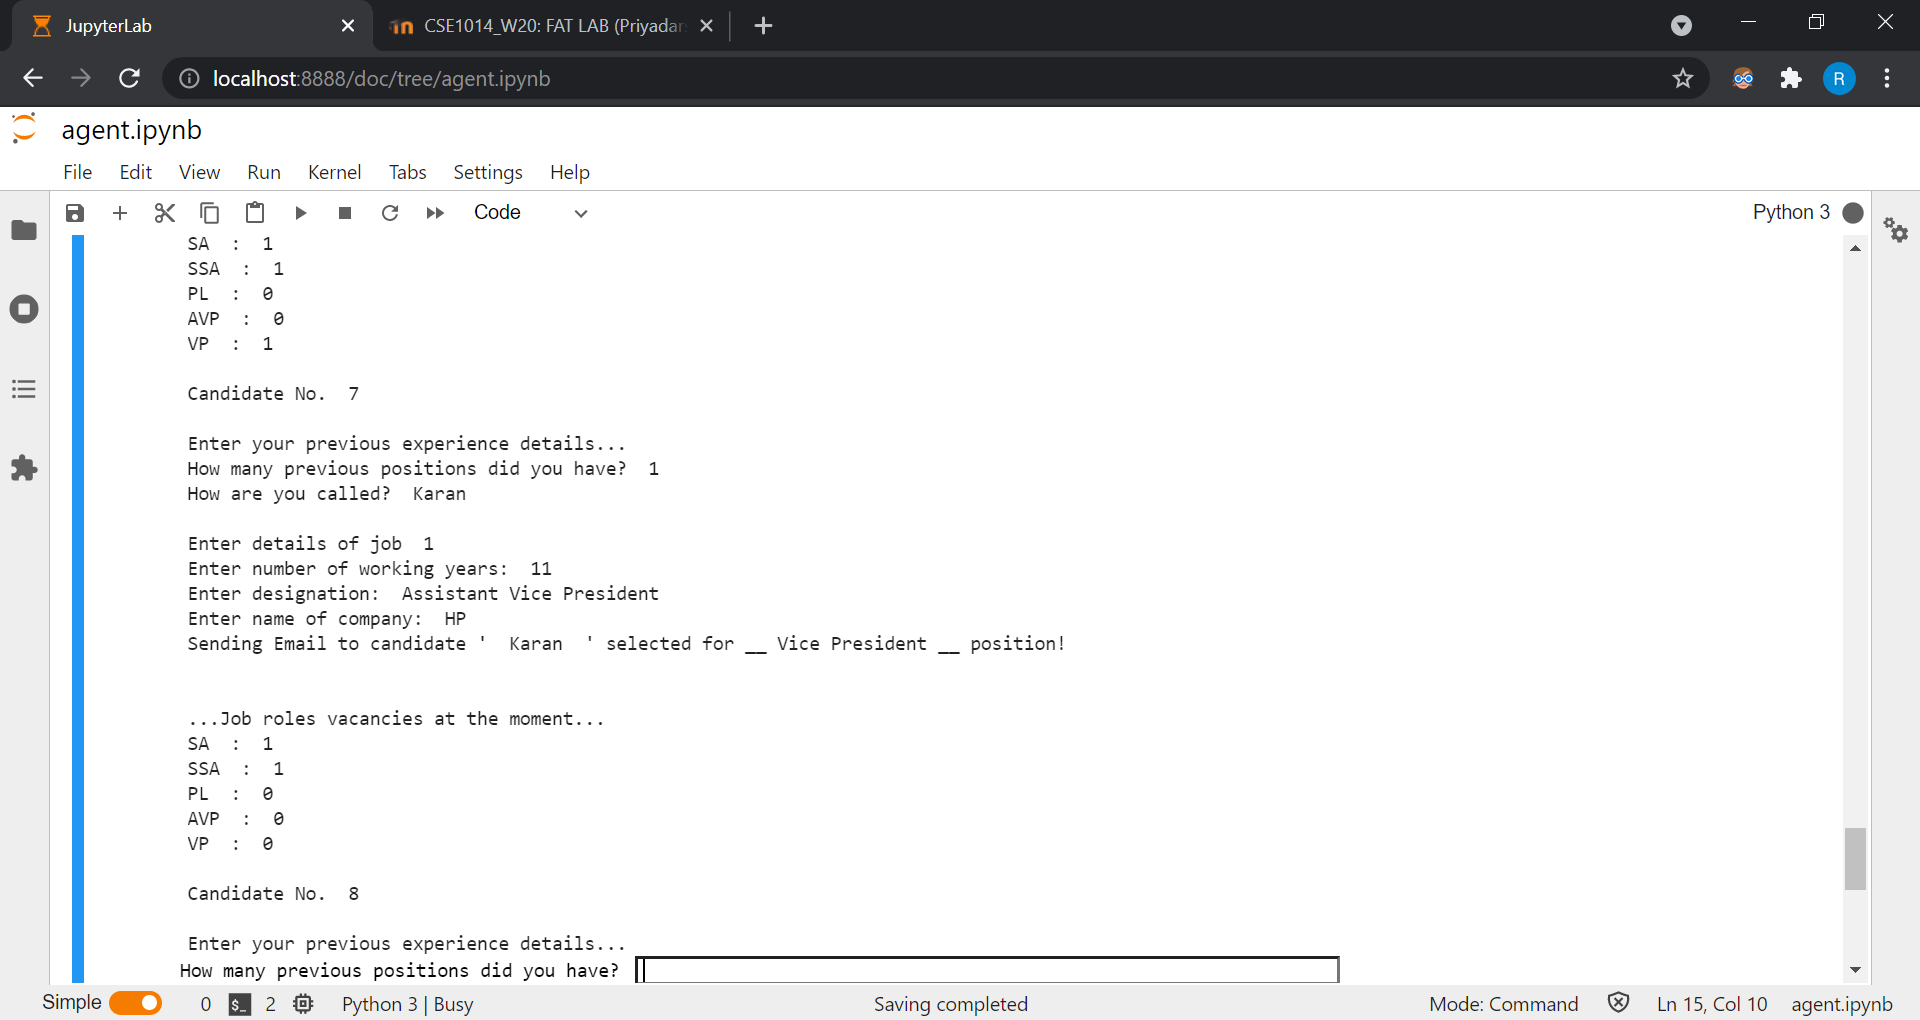 JupyterLab
CSE1014_W20: FAT LAB (Priyadar
localhost:8888/doc/tree/agent.ipynb
R
agent.ipynb
File Edit View Run Kernel Tabs Settings Help
Code
Python 3
SA : 1
SSA : 1
PL : 0
AVP : 0
VP : 1
Candidate No. 7
Enter your previous experience details...
How many previous positions did you have? 1
How are you called? Karan
Enter details of job 1
Enter number of working years: 11
Enter designation: Assistant Vice President
Enter name of company: HP
Sending Email to candidate ' Karan ' selected for __ Vice President __ position!
...Job roles vacancies at the moment...
SA : 1
SSA : 1
PL : 0
AVP : 0
VP : 0
Candidate No. 8
Enter your previous experience details...
How many previous positions did you have?
Simple 0 $_ 2 Python 3 | Busy Saving completed Mode: Command Ln 15, Col 10 agent.ipynb